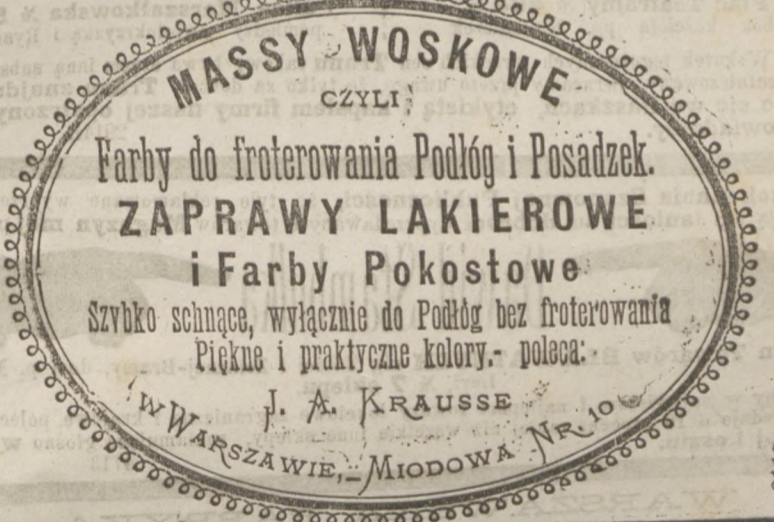 MASSY WOSKOWE
CZYLI
Farby do froterowania Podłóg i Posadzek.
ZAPRAWY LAKIEROWE
i Farby Pokostowe
Szybko schnące, wyłącznie do Podłóg bez froterowania
Piękne i praktyczne kolory,- poleca:
J. A. KRAUSSE
w WARSZAWIE,- MIODOWA NR. 10